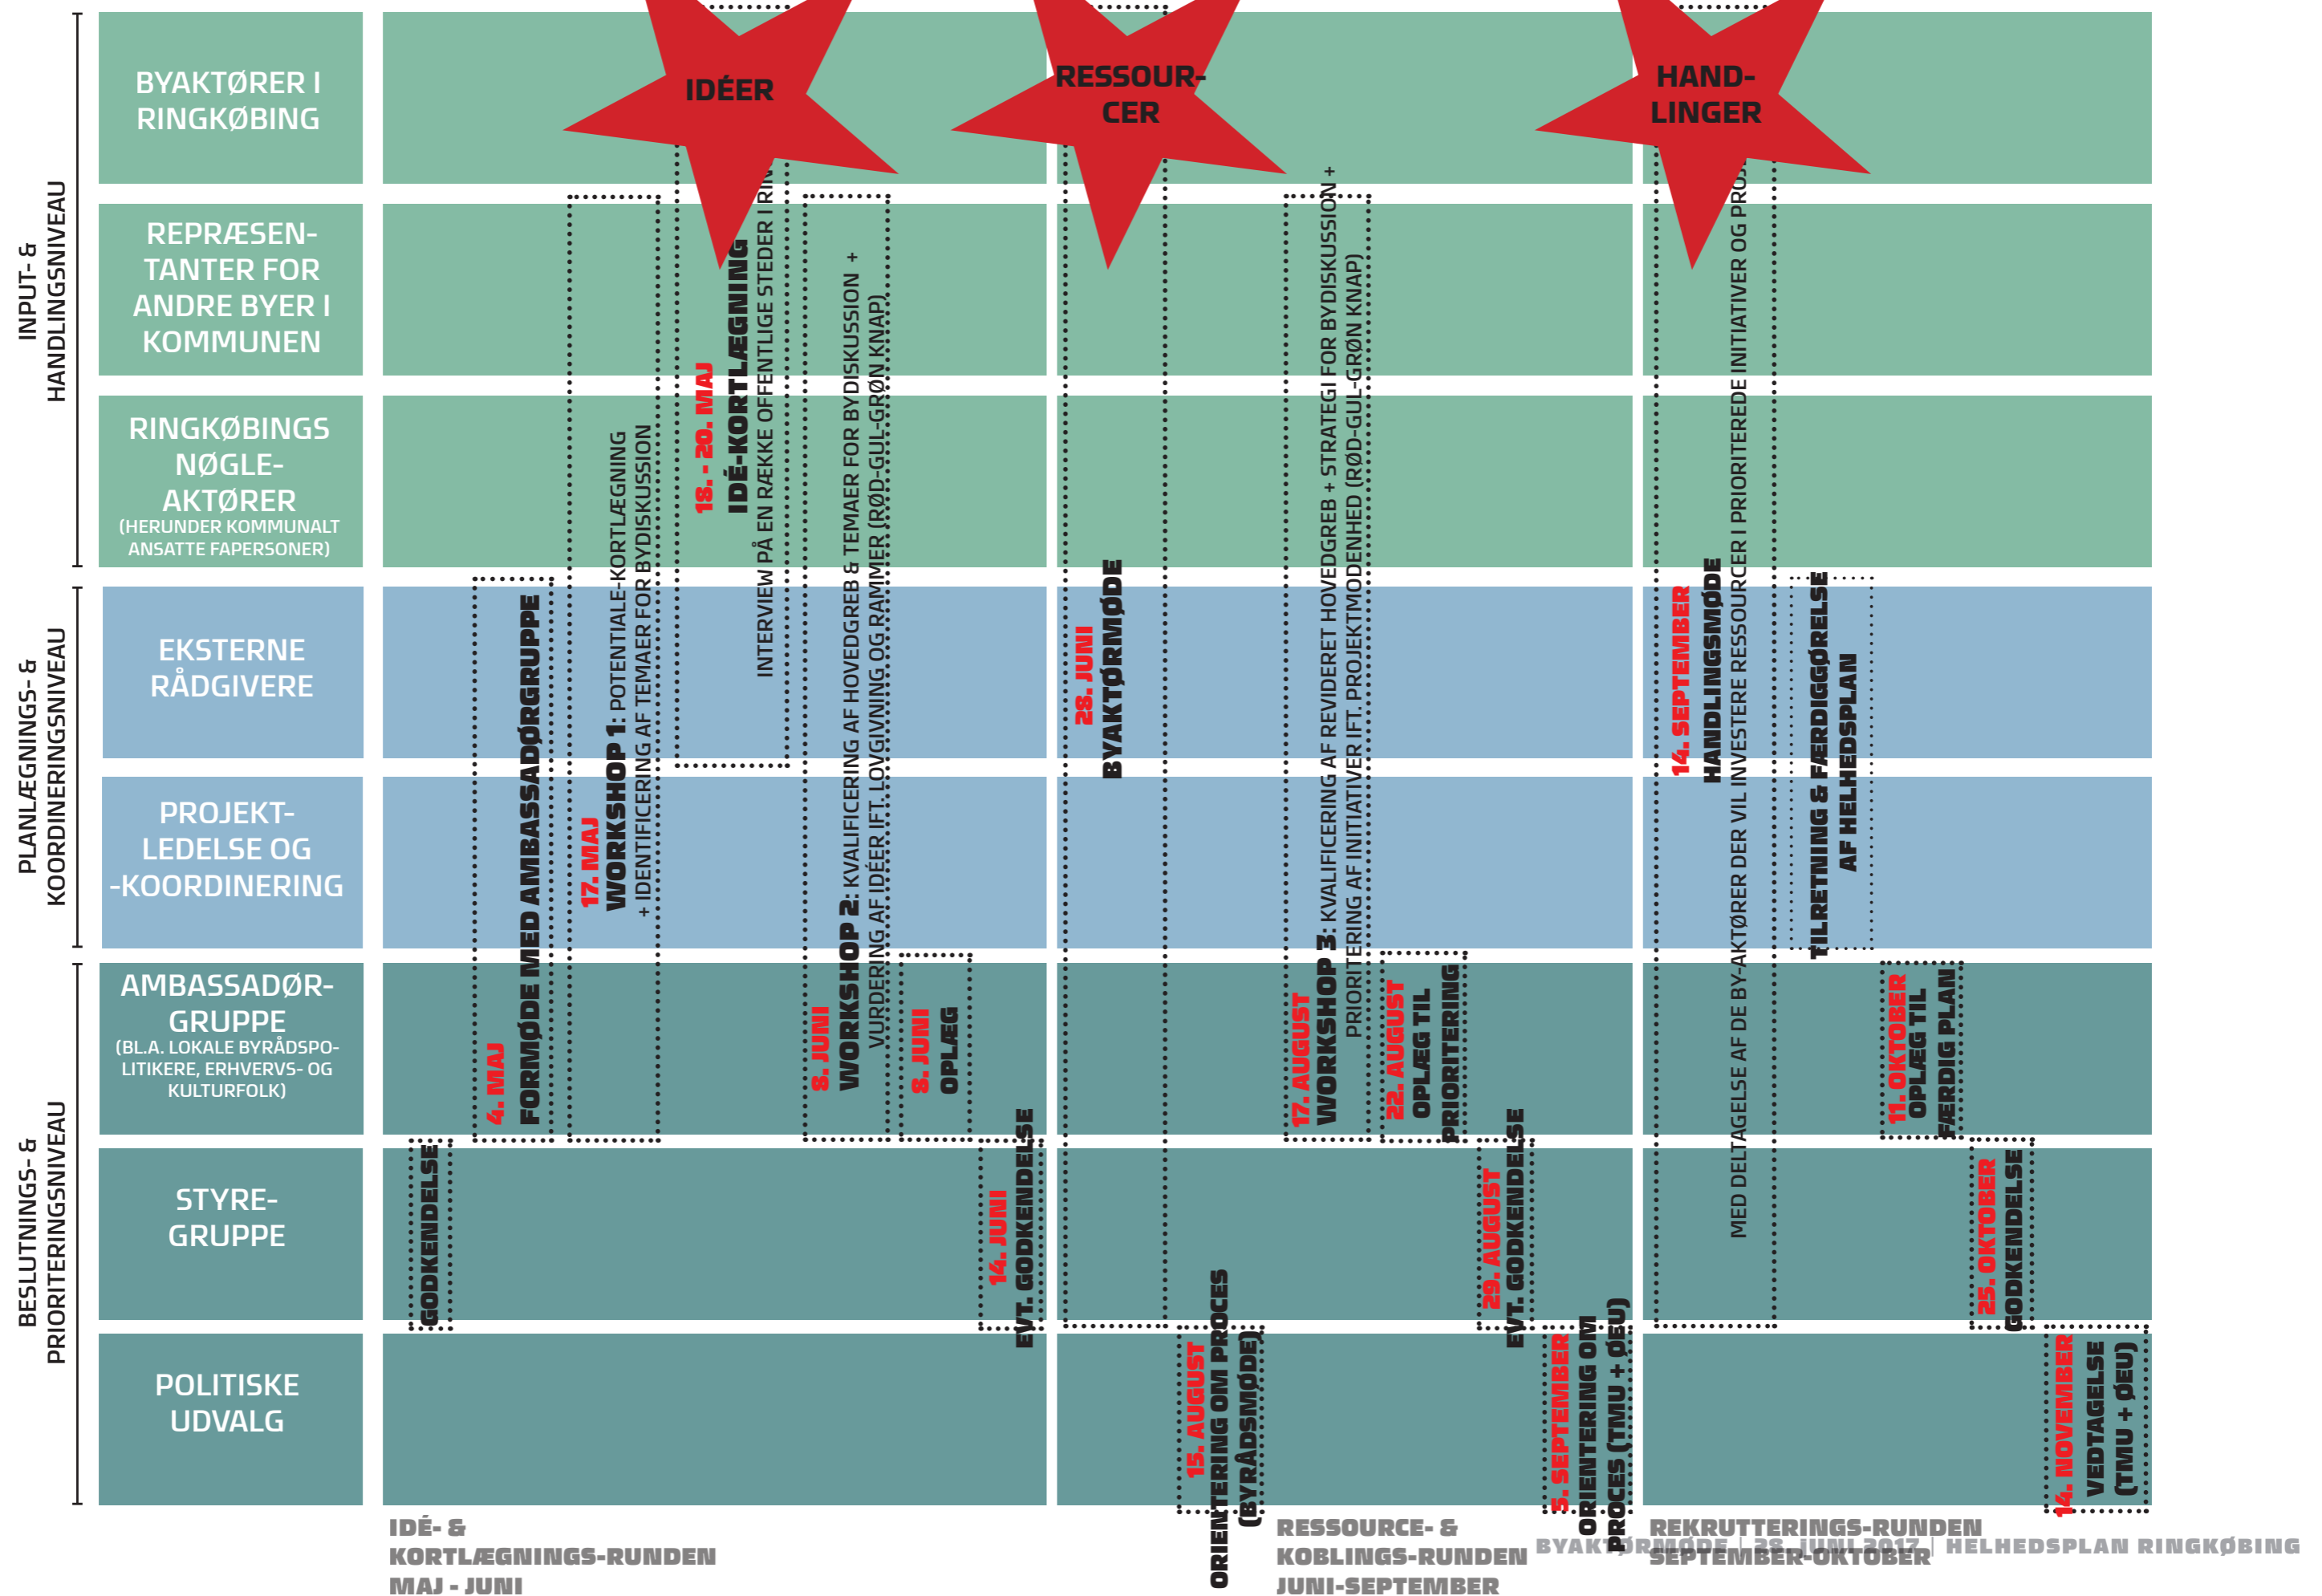 INPUT- &
HANDLINGSNIVEAU
PLANLÆGNINGS- &
KOORDINERINGSNIVEAU
BESLUTNINGS- &
PRIORITERINGSNIVEAU
BYAKTØRER I
RINGKØBING
REPRÆSEN-
TANTER FOR
ANDRE BYER I
KOMMUNEN
RINGKØBINGS
NØGLE-
AKTØRER
(HERUNDER KOMMUNALT
ANSATTE FAPERSONER)
EKSTERNE
RÅDGIVERE
PROJEKT-
LEDELSE OG
-KOORDINERING
AMBASSADØR-
GRUPPE
(BL.A. LOKALE BYRÅDSPO-
LITIKERE, ERHVERVS- OG
KULTURFOLK)
STYRE-
GRUPPE
POLITISKE
UDVALG
IDÉER
RESSOUR-
CER
HAND-
LINGER
GODKENDELSE
4. MAJ
FORMØDE MED AMBASSADØRGRUPPE
17. MAJ
WORKSHOP 1: POTENTIALE-KORTLÆGNING
+ IDENTIFICERING AF TEMAER FOR BYDISKUSSION
18. - 20. MAJ
IDÉ-KORTLÆGNING
INTERVIEW PÅ EN RÆKKE OFFENTLIGE STEDER I
8. JUNI
WORKSHOP 2: KVALIFICERING AF HOVEDGREB & TEMAER FOR BYDISKUSSION +
VURDERING AF IDÉER IFT. LOVGIVNING OG RAMMER (RØD-GUL-GRØN KNAP)
8. JUNI
OPLÆG
14. JUNI
EVT. GODKENDELSE
28. JUNI
BYAKTØRMØDE
15. AUGUST
ORIENTERING OM PROCES
(BYRÅDSMØDE)
17. AUGUST
WORKSHOP 3: KVALIFICERING AF REVIDERET HOVEDGREB + STRATEGI FOR BYDISKUSSION +
PRIORITERING AF INITIATIVER IFT. PROJEKTMODENHED (RØD-GUL-GRØN KNAP)
22. AUGUST
OPLÆG TIL
PRIORITERING
29. AUGUST
EVT. GODKENDELSE
5. SEPTEMBER
ORIENTERING OM
PROCES (TMU + ØEU)
14. SEPTEMBER
HANDLINGSMØDE
MED DELTAGELSE AF DE BY-AKTØRER DER VIL INVESTERE RESSOURCER I PRIORITEREDE INITIATIVER OG
TILRETNING & FÆRDIGGØRELSE
AF HELHEDSPLAN
11. OKTOBER
OPLÆG TIL
FÆRDIG PLAN
25. OKTOBER
GODKENDELSE
14. NOVEMBER
VEDTAGELSE
(TMU + ØEU)
IDÉ- &
KORTLÆGNINGS-RUNDEN
MAJ - JUNI
RESSOURCE- &
KOBLINGS-RUNDEN
JUNI-SEPTEMBER
REKRUTTERINGS-RUNDEN
SEPTEMBER-OKTOBER
BYAKTØRMØDE | 28. JUNI 2017 | HELHEDSPLAN RINGKØBING